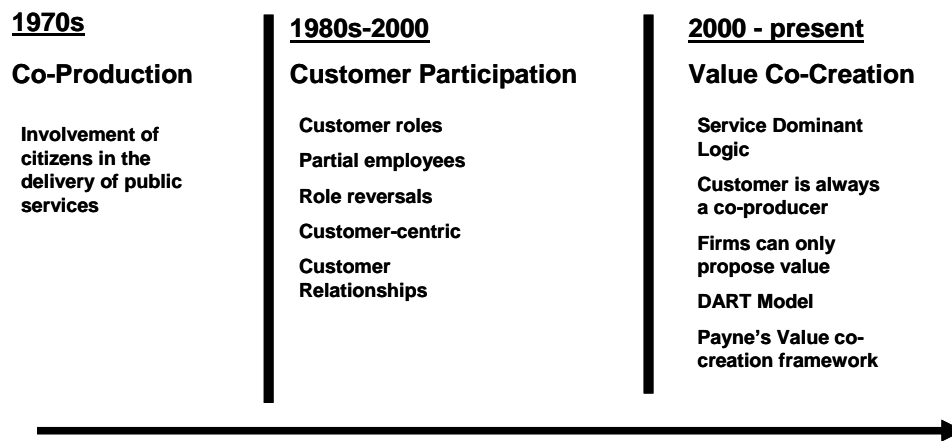 1970s
Co-Production
Involvement of
citizens in the
delivery of public
services
1980s-2000
Customer Participation
Customer roles
Partial employees
Role reversals
Customer-centric
Customer
Relationships
2000 - present
Value Co-Creation
Service Dominant
Logic
Customer is always
a co-producer
Firms can only
propose value
DART Model
Payne's Value co-
creation framework